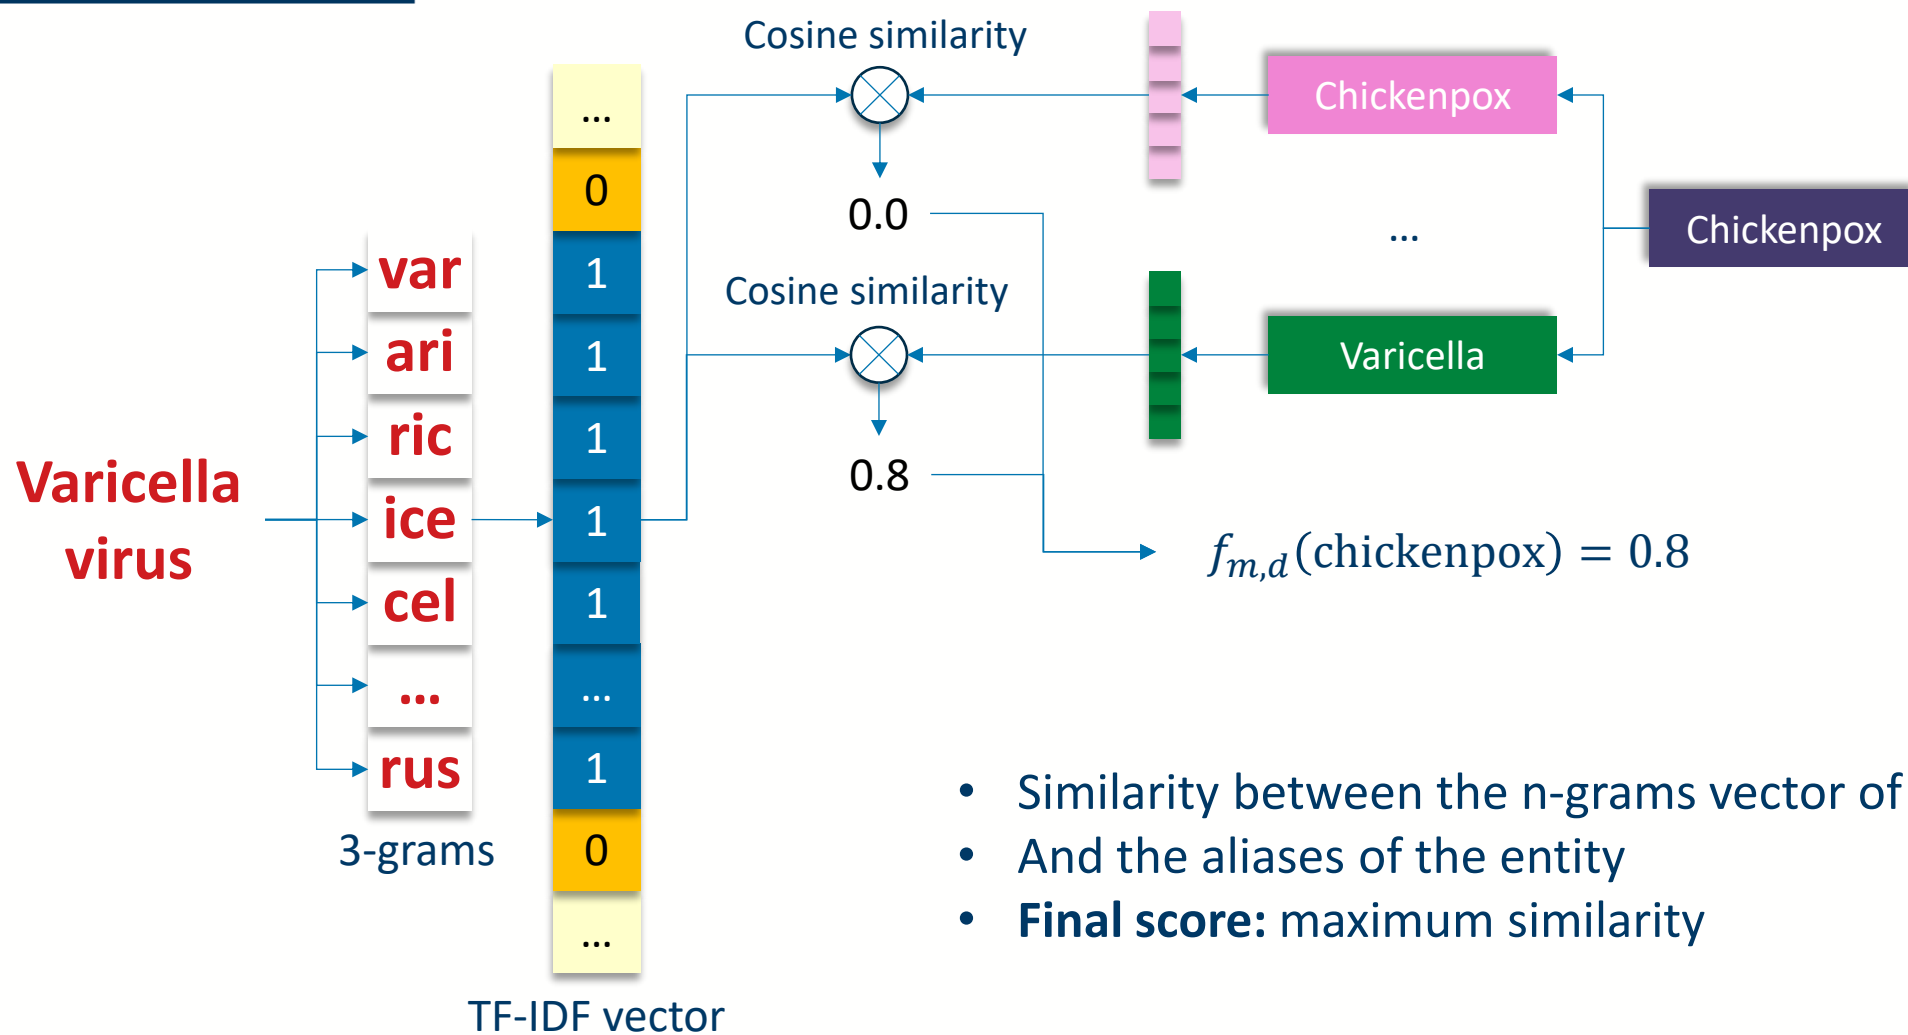 Cosine similarity
Chickenpox
Chickenpox
...
0.0
Cosine similarity
Varicella
0.8
Varicella
virus
var
ari
ric
ice
cel
...
rus
3-grams
...
0
1
1
1
1
1
...
1
0
...
TF-IDF vector
f_{m,d}(chickenpox) = 0.8
• Similarity between the n-grams vector of
• And the aliases of the entity
• Final score: maximum similarity